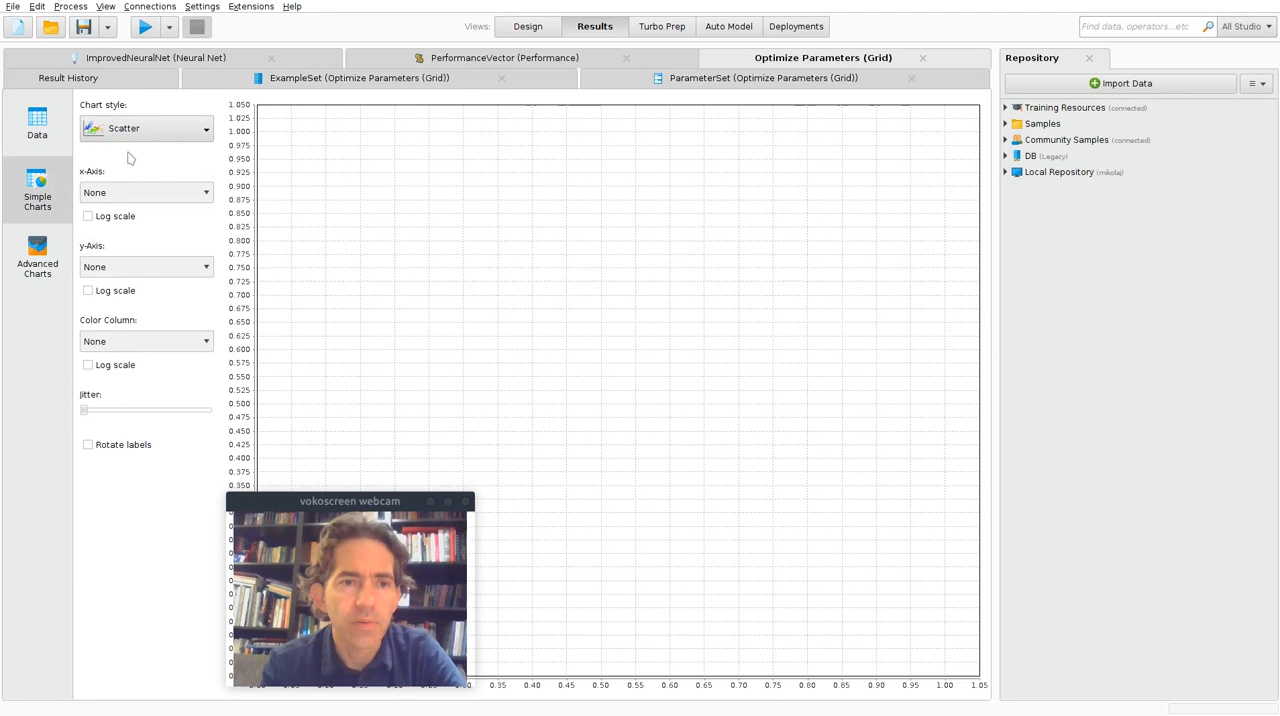 File Edit Process View Connections Settings Extensions Help
Views: Design Results Turbo Prep Auto Model Deployments
Find data, operators...etc All Studio
ImprovedNeuralNet (Neural Net) PerformanceVector (Performance) Optimize Parameters (Grid)
Result History ExampleSet (Optimize Parameters (Grid)) ParameterSet (Optimize Parameters (Grid))
Repository
Import Data
Training Resources (connected)
Samples
Community Samples (connected)
DB (Legacy)
Local Repository (mikolaj)
Data
Simple
Charts
Advanced
Charts
Chart style:
Scatter
x-Axis:
None
Log scale
y-Axis:
None
Log scale
Color Column:
None
Log scale
Jitter:
Rotate labels
1.050
1.000
0.975
0.950
0.925
0.900
0.875
0.850
0.825
0.800
0.775
0.750
0.725
0.700
0.675
0.650
0.625
0.600
0.575
0.550
0.525
0.500
0.475
0.450
0.425
0.400
0.375
0.350
vokoscreen webcam
0.35 0.40 0.45 0.50 0.55 0.60 0.65 0.70 0.75 0.80 0.85 0.90 0.95 1.00 1.05